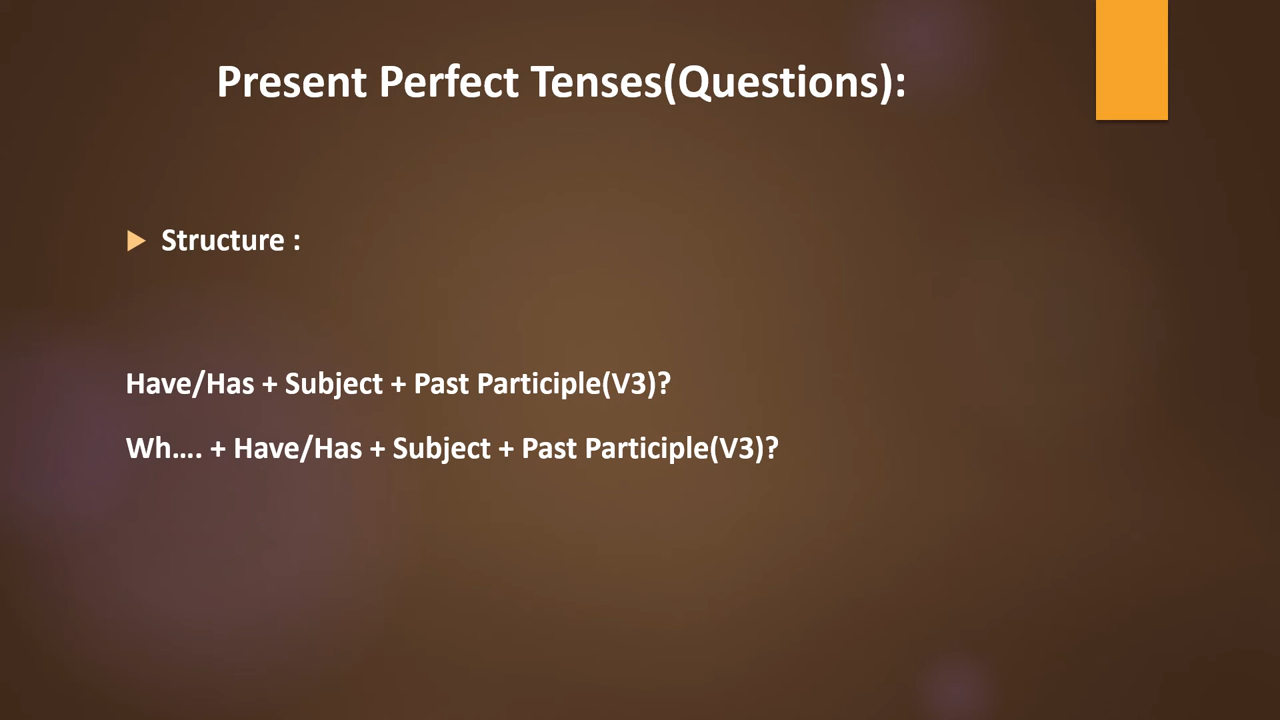 Present Perfect Tenses(Questions):
Structure :
Have/Has + Subject + Past Participle(V3)?
Wh.... + Have/Has + Subject + Past Participle(V3)?